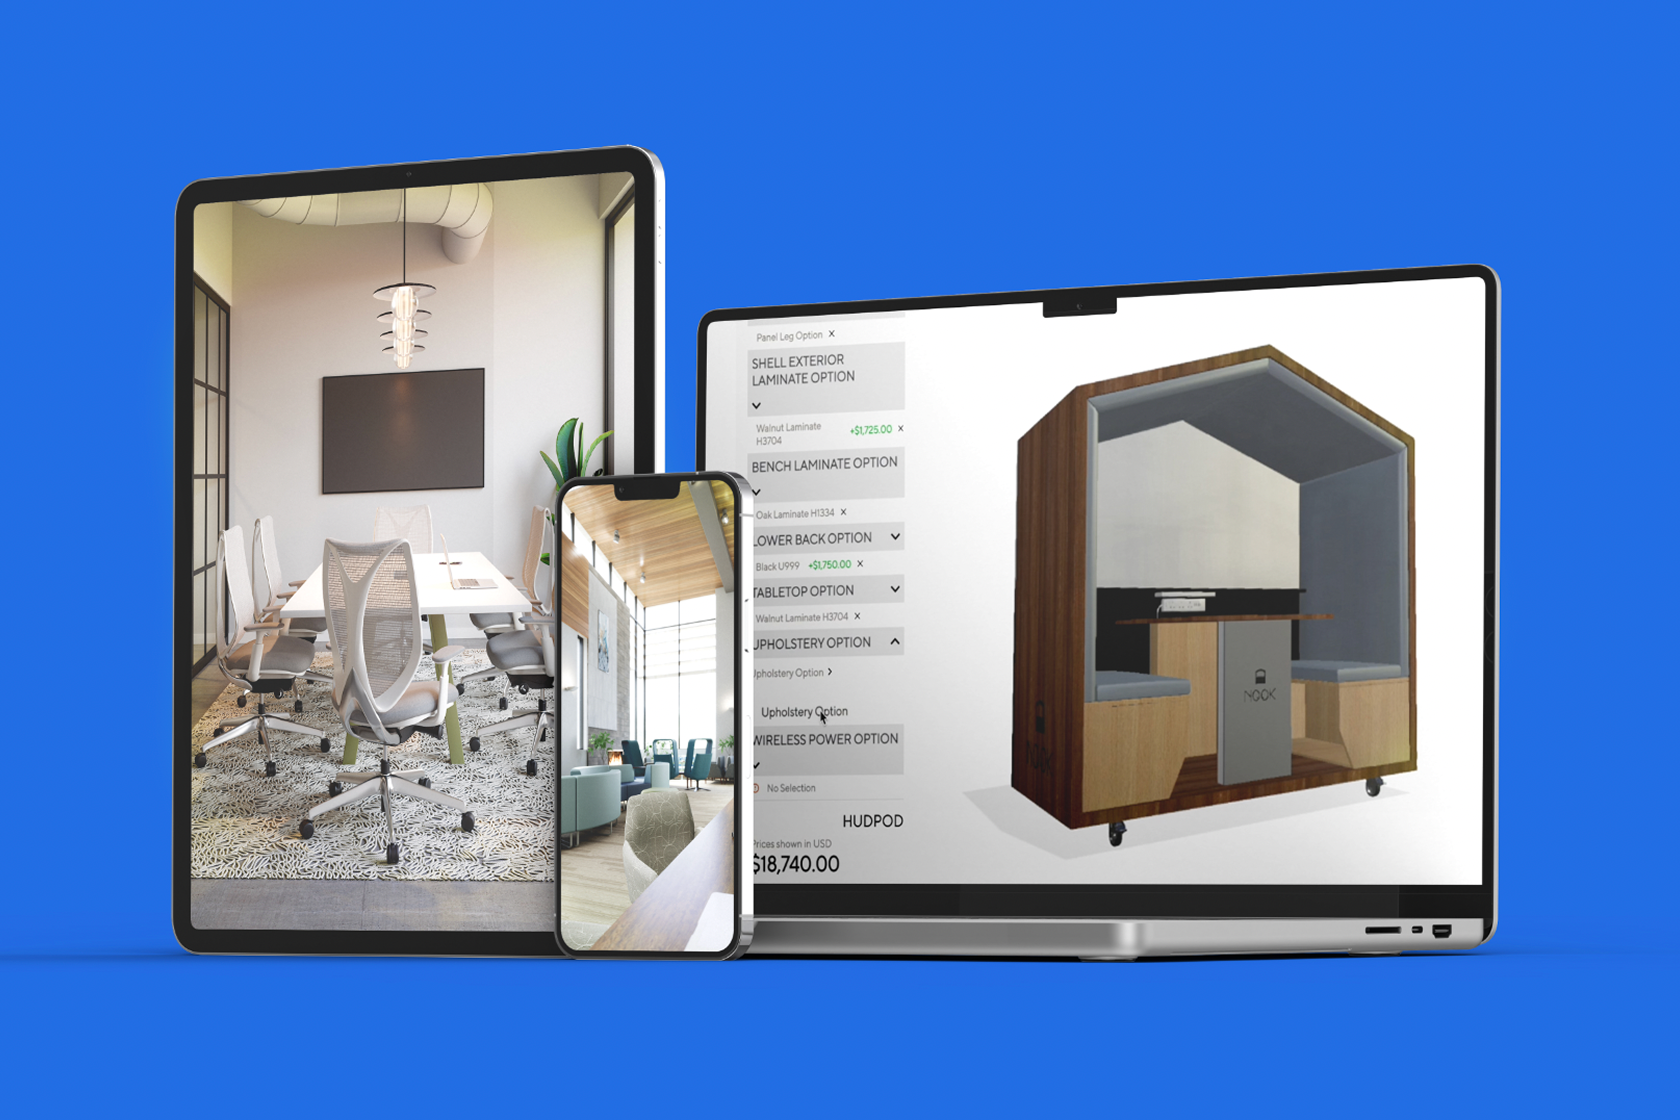 Panel Leg Option ×
SHELL EXTERIOR
LAMINATE OPTION
Walnut Laminate
H3704
+$1,725.00 ×
BENCH LAMINATE OPTION
Oak Laminate H1334 ×
LOWER BACK OPTION
Black U999 +$1,750.00 ×
TABLETOP OPTION
Walnut Laminate H3704 ×
UPHOLSTERY OPTION
Upholstery Option
Upholstery Option
WIRELESS POWER OPTION
No Selection
HUDPOD
Prices shown in USD
$18,740.00
NOOK